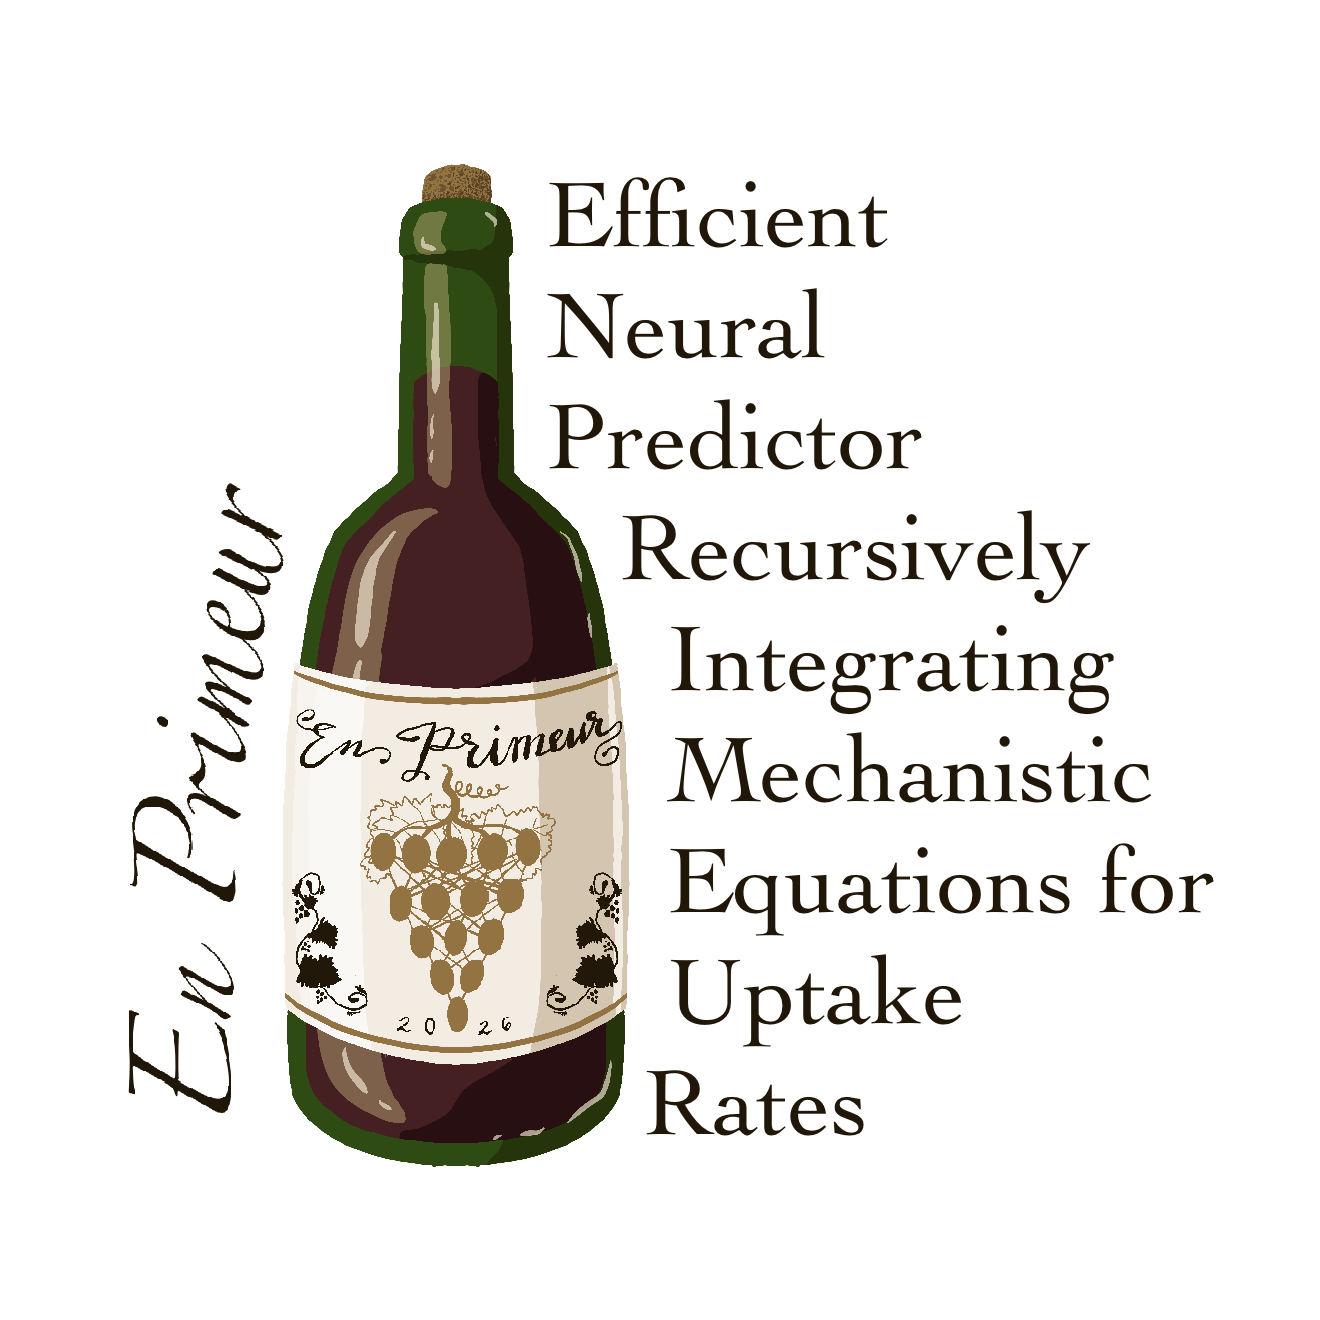 En Primeur
Efficient
Neural
Predictor
Recursively
Integrating
Mechanistic
Equations for
Uptake
Rates
En Primeur
2026